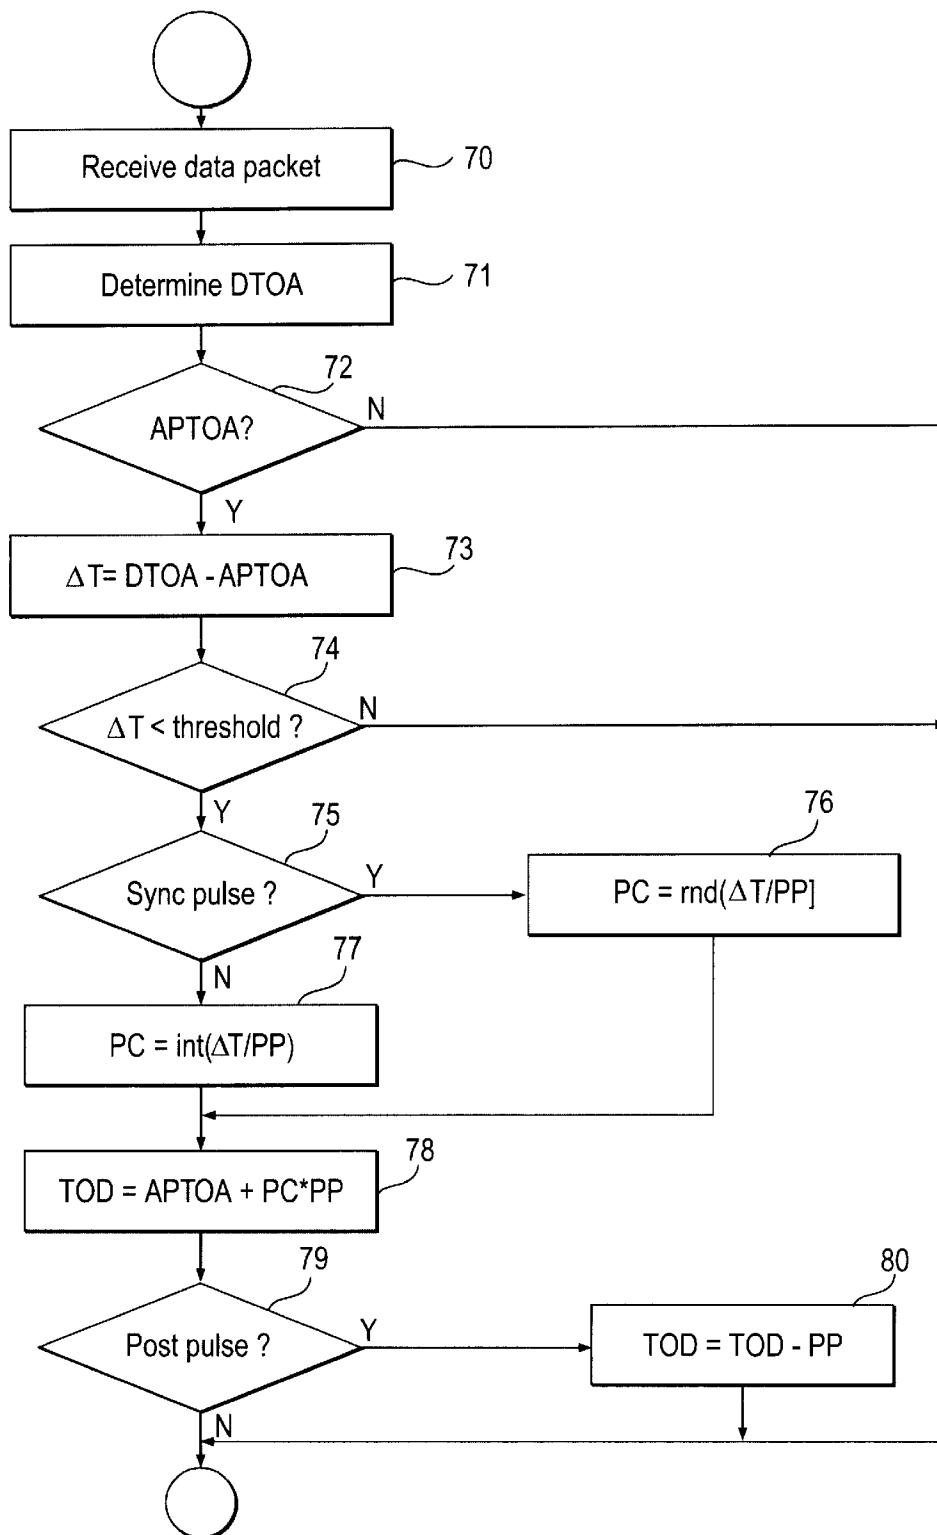 Receive data packet
70
Determine DTOA
71
72
APTOA?
N
Y
73
ΔT= DTOA - APTOA
74
ΔT < threshold ?
N
Y
75
76
Sync pulse ?
Y
PC = rnd(ΔT/PP]
N
77
PC = int(ΔT/PP)
78
TOD = APTOA + PC*PP
79
80
Post pulse ?
Y
TOD = TOD - PP
N